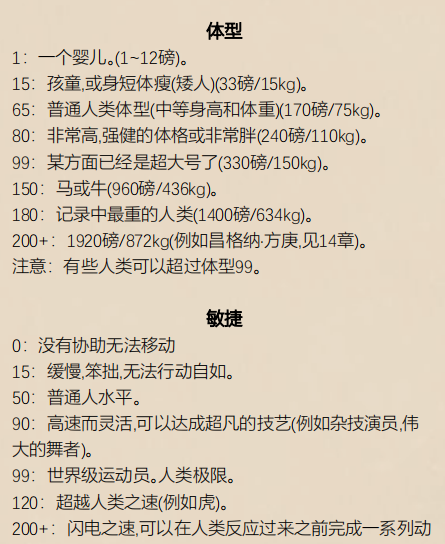 体型
1：一个婴儿。(1~12磅)。
15：孩童,或身短体瘦(矮人)(33磅/15kg)。
65：普通人类体型(中等身高和体重)(170磅/75kg)。
80：非常高,强健的体格或非常胖(240磅/110kg)。
99：某方面已经是超大号了(330磅/150kg)。
150：马或牛(960磅/436kg)。
180：记录中最重的人类(1400磅/634kg)。
200+：1920磅/872kg(例如昌格纳·方庚,见14章)。
注意：有些人类可以超过体型99。
敏捷
0：没有协助无法移动
15：缓慢,笨拙,无法行动自如。
50：普通人水平。
90：高速而灵活,可以达成超凡的技艺(例如杂技演员,伟
大的舞者)。
99：世界级运动员。人类极限。
120：超越人类之速(例如虎)。
200+：闪电之速,可以在人类反应过来之前完成一系列动